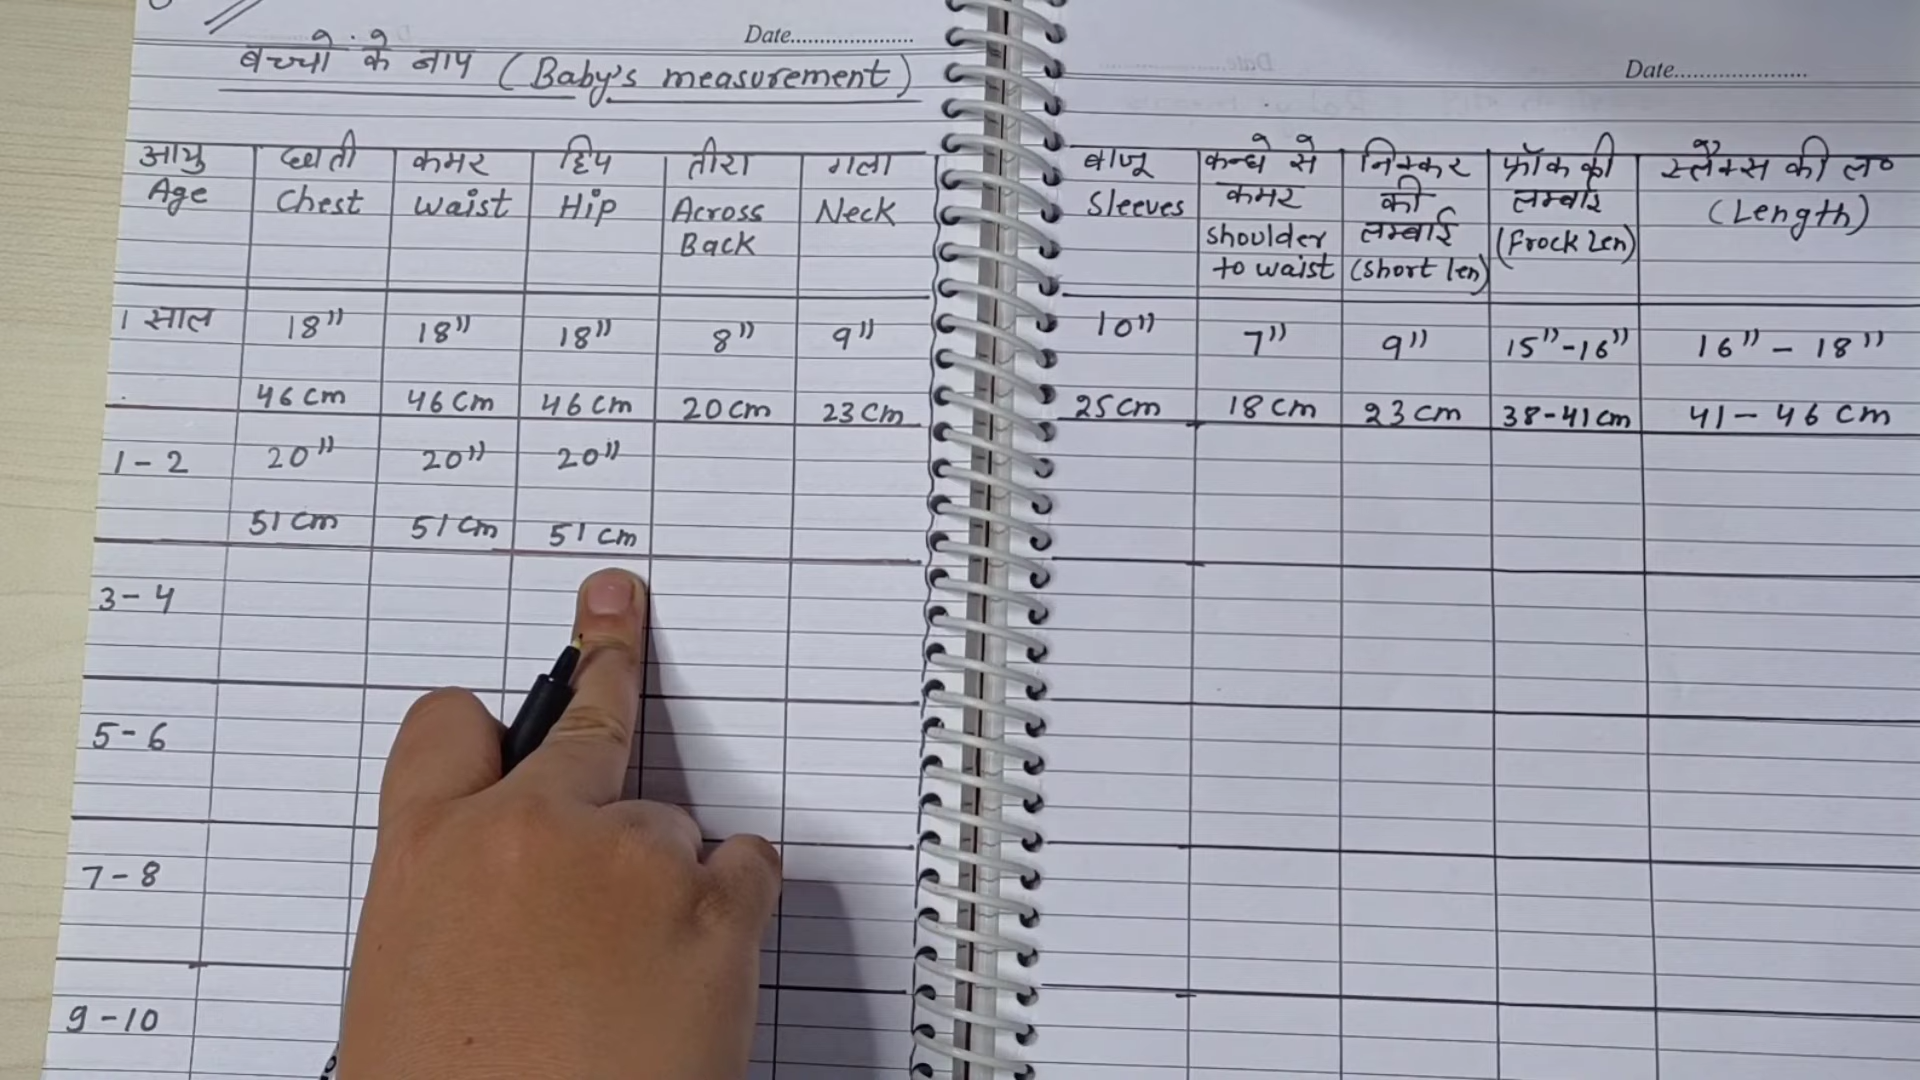 Date....................
बच्चो के नाप (Baby's measurement)
आयु छाती कमर हिप तीरा गला
Age Chest waist Hip Across Neck
Back
1 साल 18" 18" 18" 8" 9"
46 cm 46 cm 46 cm 20 cm 23 cm
1-2 20" 20" 20"
51 cm 51 cm 51 cm
3-4
5-6
7-8
9-10
Date....................
बाजू कन्धे से निक्कर फ्रॉक की स्लैक्स की ल०
Sleeves कमर की लम्बाई (Length)
shoulder लम्बाई (Frock Len)
to waist (short len)
10" 7" 9" 15"-16" 16" - 18"
25 cm 18 cm 23 cm 38-41 cm 41 - 46 cm